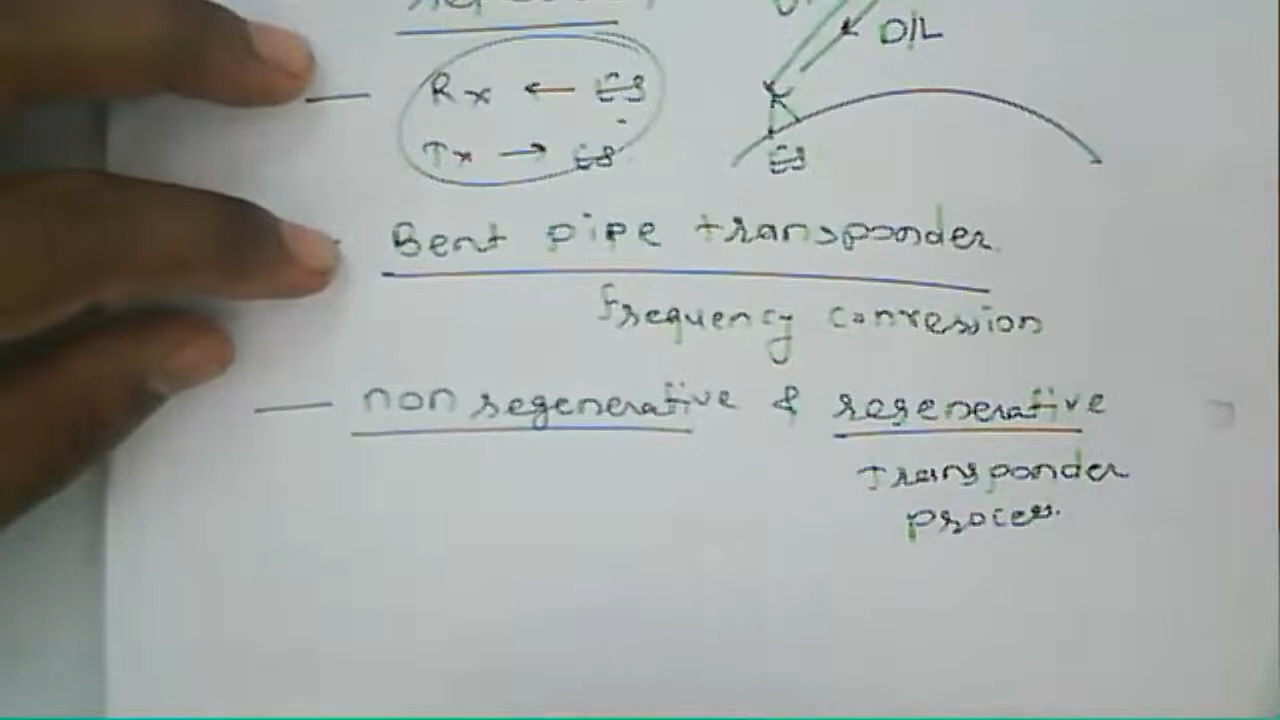 D/L
Rx ← ES
Tx → ES
ES
Bent pipe transponder
frequency conversion
— non regenerative & regenerative
transponder
process.